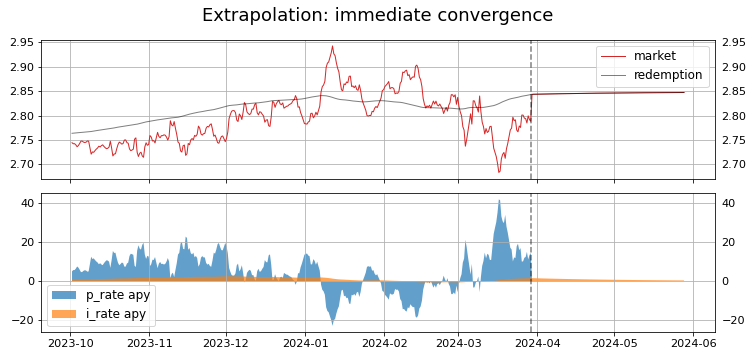 Extrapolation: immediate convergence
2.95 2.95
2.90 2.90
2.85 2.85
2.80 2.80
2.75 2.75
2.70 2.70
market
redemption
40 40
20 20
0 0
−20 −20
p_rate apy
i_rate apy
2023-10 2023-11 2023-12 2024-01 2024-02 2024-03 2024-04 2024-05 2024-06